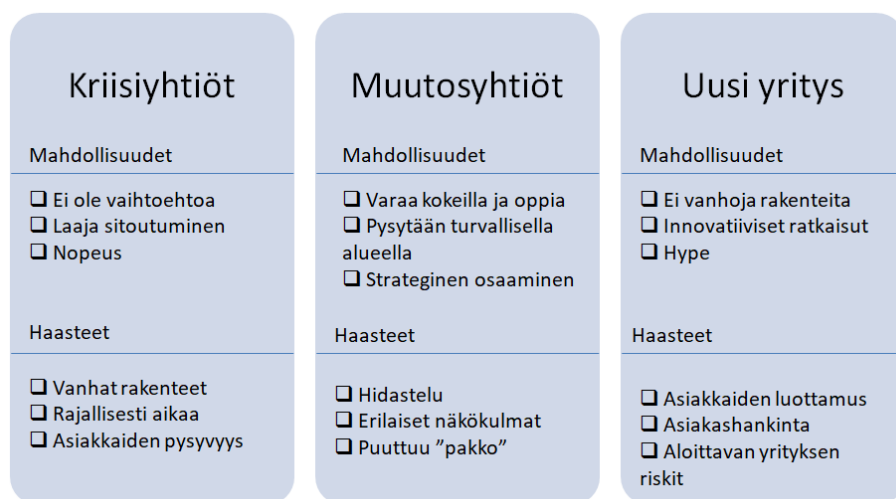 Kriisiyhtiöt
Mahdollisuudet
❑ Ei ole vaihtoehtoa
❑ Laaja sitoutuminen
❑ Nopeus
Haasteet
❑ Vanhat rakenteet
❑ Rajallisesti aikaa
❑ Asiakkaiden pysyvyys
Muutosyhtiöt
Mahdollisuudet
❑ Varaa kokeilla ja oppia
❑ Pysytään turvallisella
alueella
❑ Strateginen osaaminen
Haasteet
❑ Hidastelu
❑ Erilaiset näkökulmat
❑ Puuttuu ”pakko”
Uusi yritys
Mahdollisuudet
❑ Ei vanhoja rakenteita
❑ Innovatiiviset ratkaisut
❑ Hype
Haasteet
❑ Asiakkaiden luottamus
❑ Asiakashankinta
❑ Aloittavan yrityksen
riskit